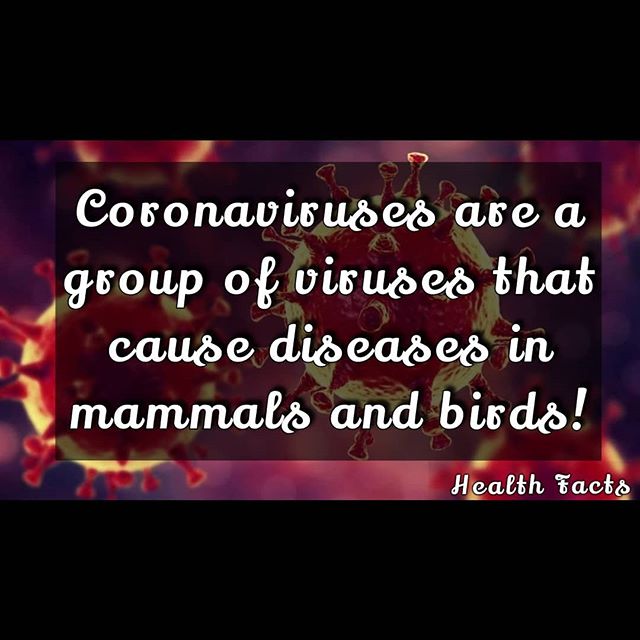 Coronaviruses are a
group of viruses that
cause diseases in
mammals and birds!
Health Facts